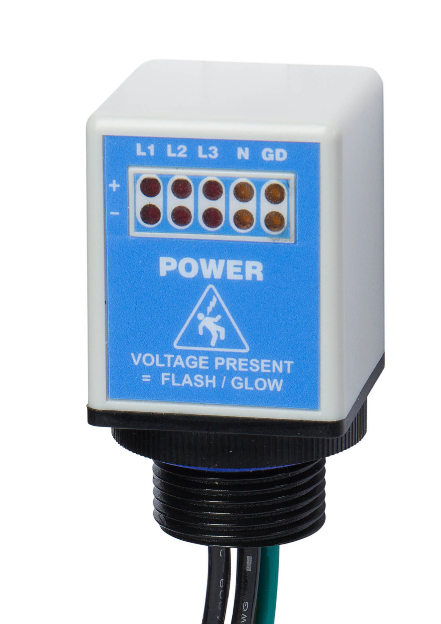 L1 L2 L3 N GD
+
−
POWER
VOLTAGE PRESENT
= FLASH / GLOW